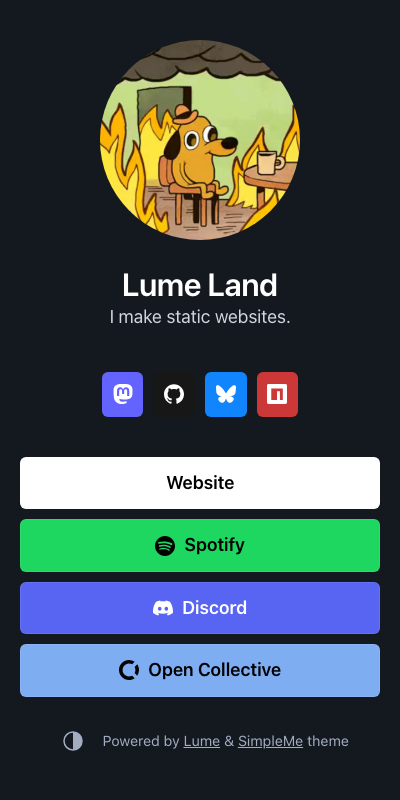 Lume Land
I make static websites.
Website
Spotify
Discord
Open Collective
Powered by Lume & SimpleMe theme